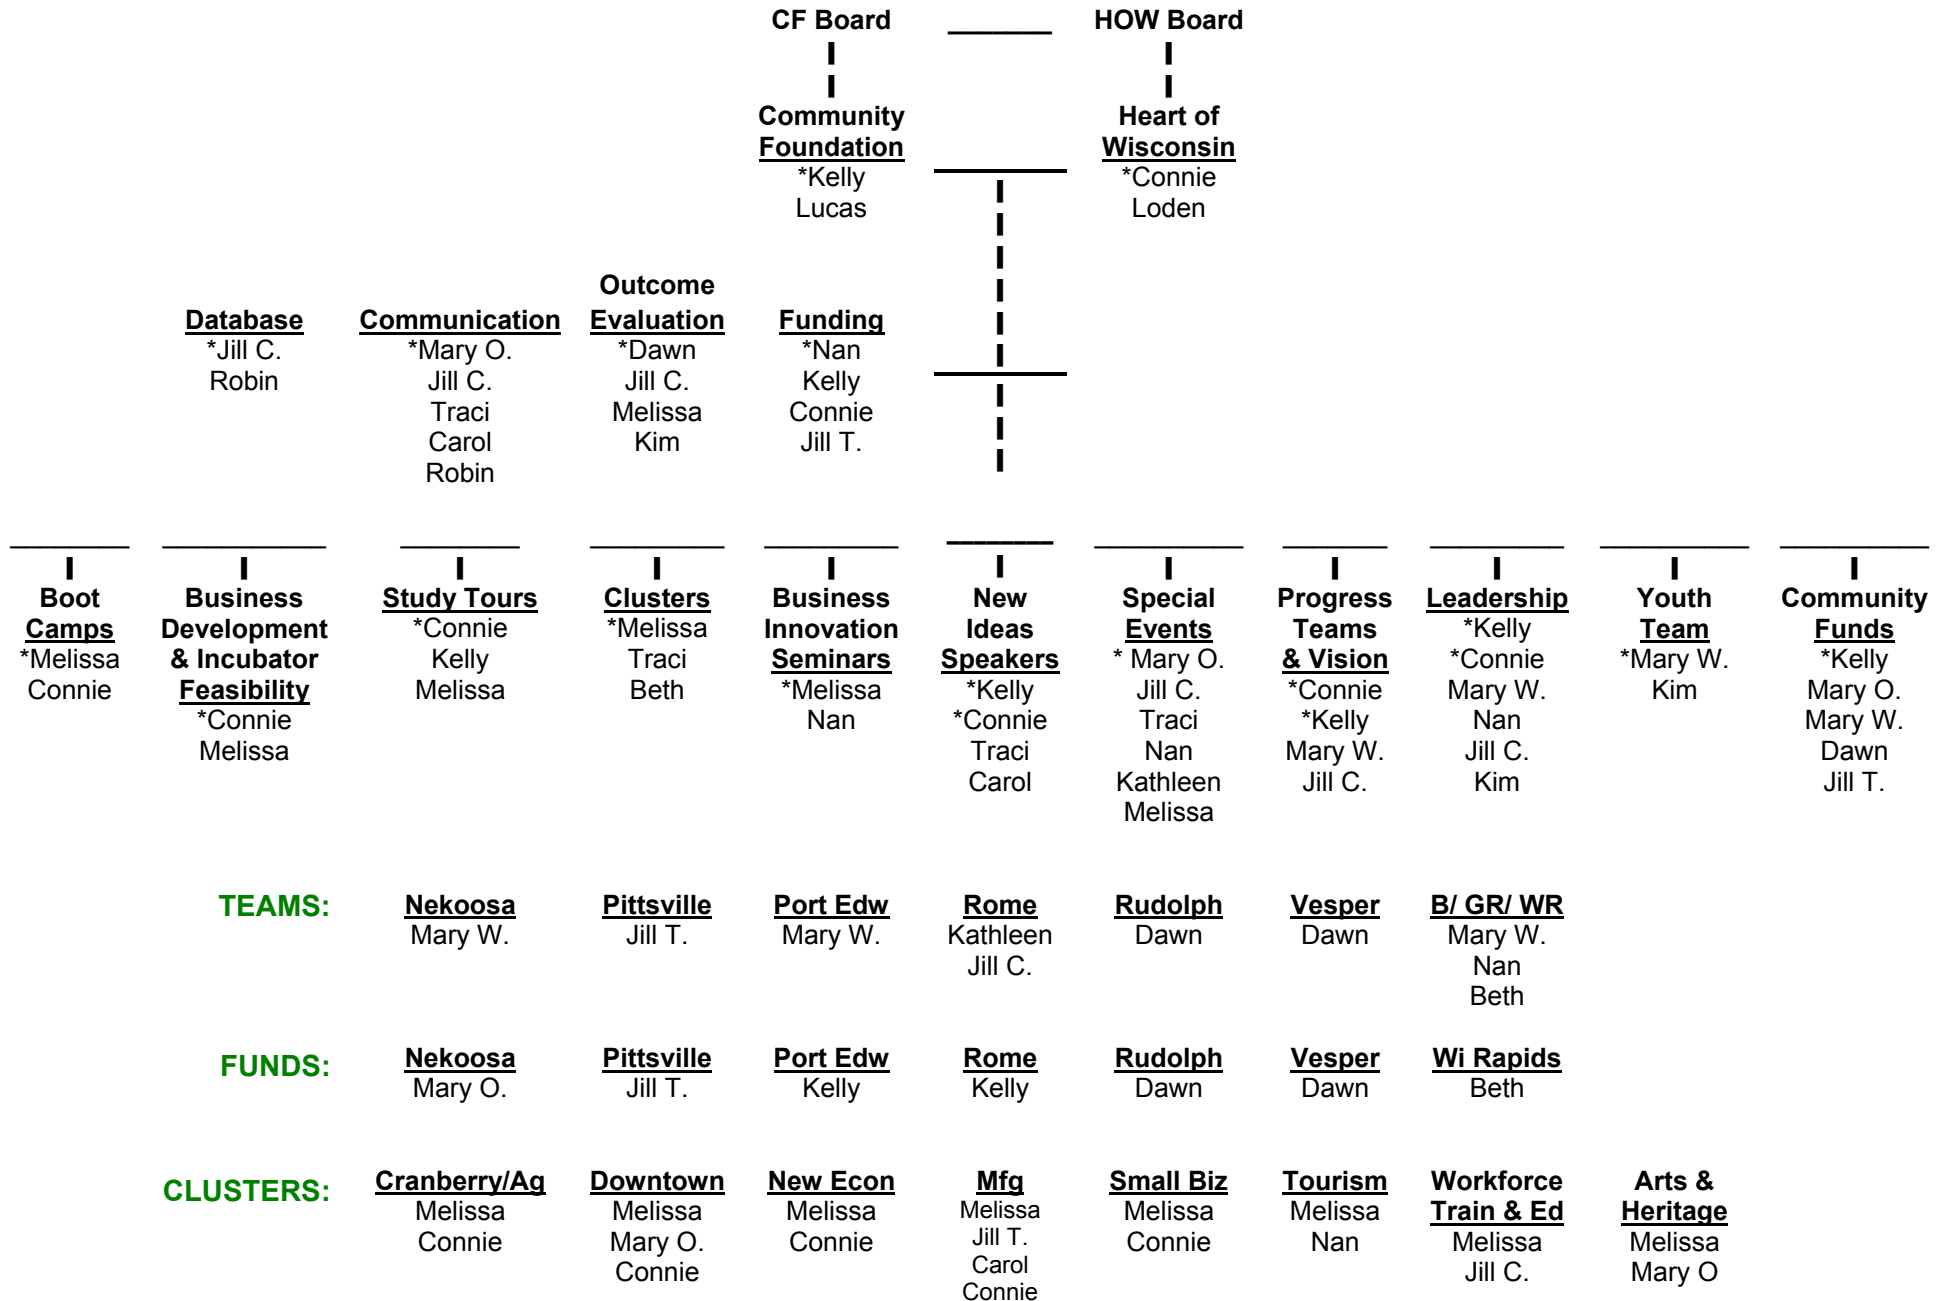 CF Board
HOW Board
Community
Foundation
*Kelly
Lucas
Heart of
Wisconsin
*Connie
Loden
Database
*Jill C.
Robin
Communication
*Mary O.
Jill C.
Traci
Carol
Robin
Outcome
Evaluation
*Dawn
Jill C.
Melissa
Kim
Funding
*Nan
Kelly
Connie
Jill T.
Boot
Camps
*Melissa
Connie
Business
Development
& Incubator
Feasibility
*Connie
Melissa
Study Tours
*Connie
Kelly
Melissa
Clusters
*Melissa
Traci
Beth
Business
Innovation
Seminars
*Melissa
Nan
New
Ideas
Speakers
*Kelly
*Connie
Traci
Carol
Special
Events
* Mary O.
Jill C.
Traci
Nan
Kathleen
Melissa
Progress
Teams
& Vision
*Connie
*Kelly
Mary W.
Jill C.
Leadership
*Kelly
*Connie
Mary W.
Nan
Jill C.
Kim
Youth
Team
*Mary W.
Kim
Community
Funds
*Kelly
Mary O.
Mary W.
Dawn
Jill T.
TEAMS:
Nekoosa
Mary W.
Pittsville
Jill T.
Port Edw
Mary W.
Rome
Kathleen
Jill C.
Rudolph
Dawn
Vesper
Dawn
B/ GR/ WR
Mary W.
Nan
Beth
FUNDS:
Nekoosa
Mary O.
Pittsville
Jill T.
Port Edw
Kelly
Rome
Kelly
Rudolph
Dawn
Vesper
Dawn
Wi Rapids
Beth
CLUSTERS:
Cranberry/Ag
Melissa
Connie
Downtown
Melissa
Mary O.
Connie
New Econ
Melissa
Connie
Mfg
Melissa
Jill T.
Carol
Connie
Small Biz
Melissa
Connie
Tourism
Melissa
Nan
Workforce
Train & Ed
Melissa
Jill C.
Arts &
Heritage
Melissa
Mary O